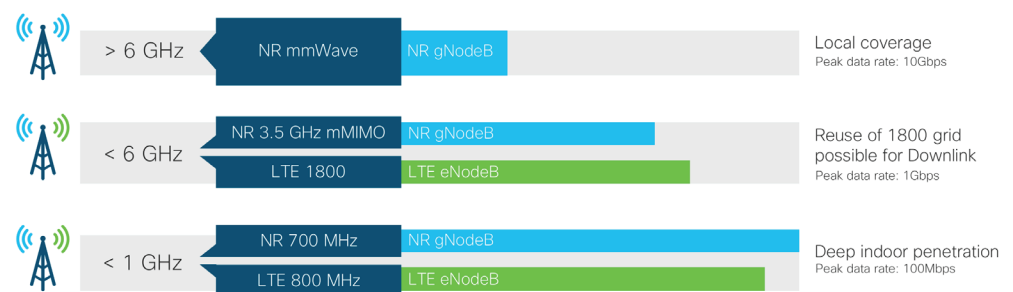 > 6 GHz
NR mmWave
NR gNodeB
Local coverage
Peak data rate: 10Gbps
< 6 GHz
NR 3.5 GHz mMIMO
NR gNodeB
LTE 1800
LTE eNodeB
Reuse of 1800 grid
possible for Downlink
Peak data rate: 1Gbps
< 1 GHz
NR 700 MHz
NR gNodeB
LTE 800 MHz
LTE eNodeB
Deep indoor penetration
Peak data rate: 100Mbps